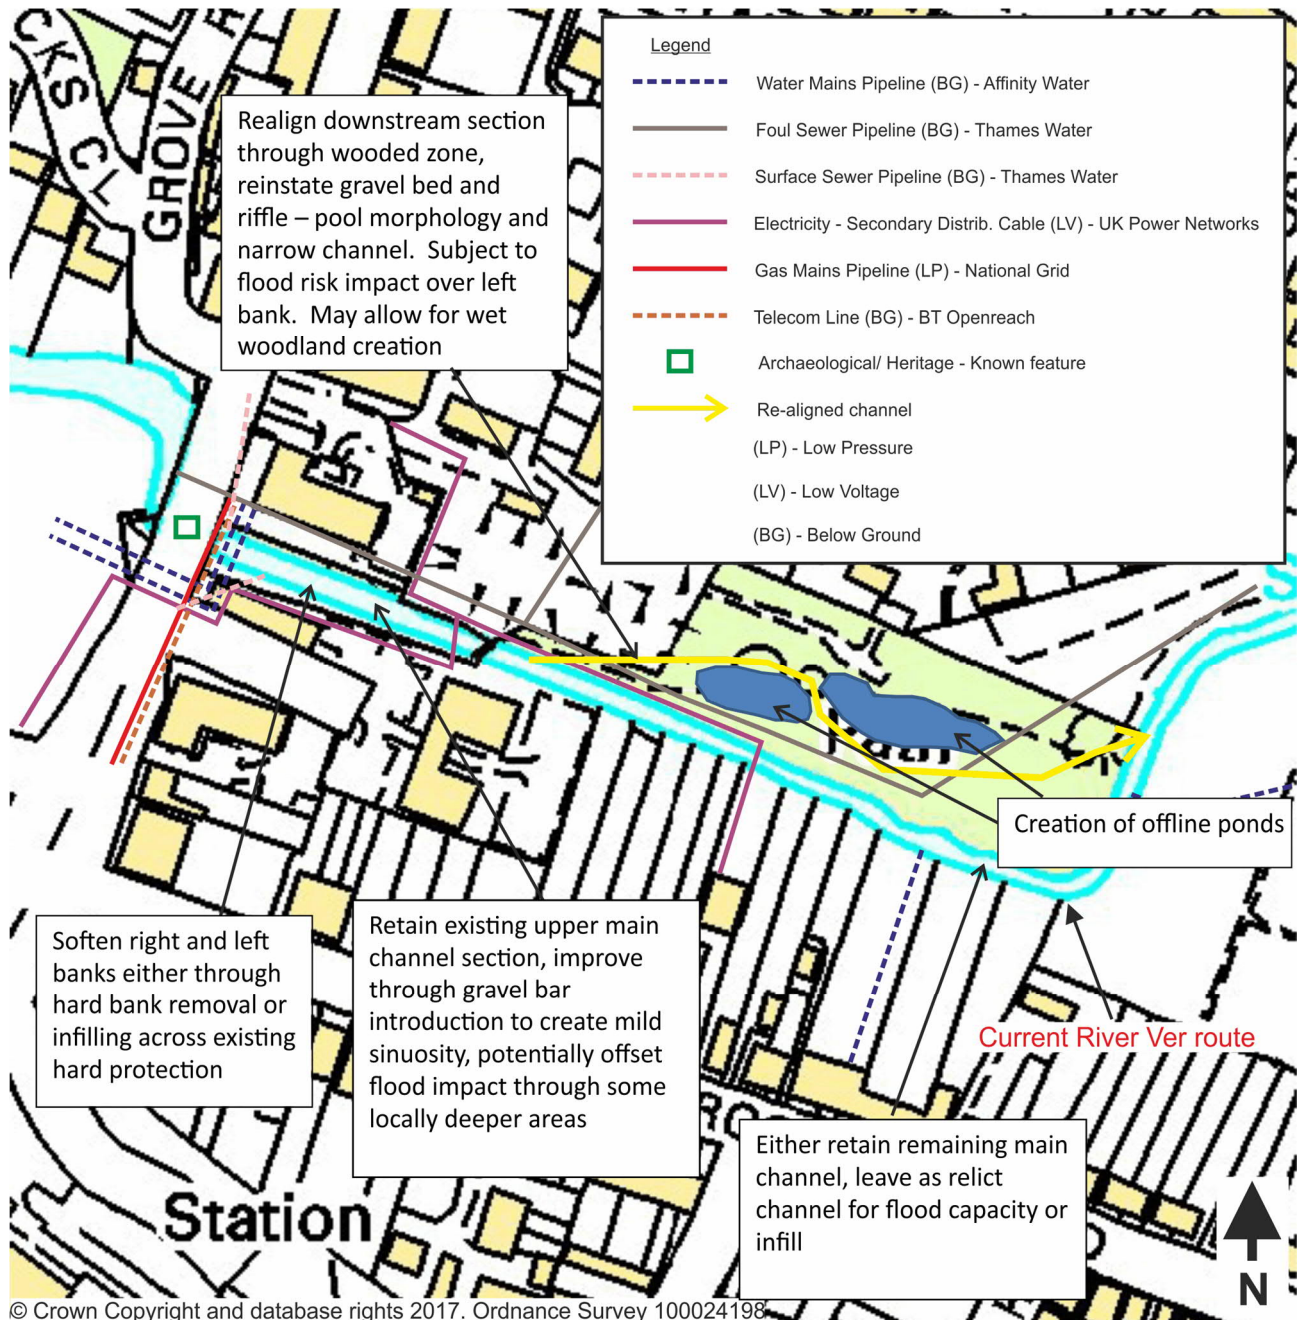 CKS CL
GROVE R
Legend
Water Mains Pipeline (BG) - Affinity Water
Foul Sewer Pipeline (BG) - Thames Water
Surface Sewer Pipeline (BG) - Thames Water
Electricity - Secondary Distrib. Cable (LV) - UK Power Networks
Gas Mains Pipeline (LP) - National Grid
Telecom Line (BG) - BT Openreach
Archaeological/ Heritage - Known feature
Re-aligned channel
(LP) - Low Pressure
(LV) - Low Voltage
(BG) - Below Ground
Realign downstream section
through wooded zone,
reinstate gravel bed and
riffle – pool morphology and
narrow channel.  Subject to
flood risk impact over left
bank.  May allow for wet
woodland creation
Creation of offline ponds
Soften right and left
banks either through
hard bank removal or
infilling across existing
hard protection
Retain existing upper main
channel section, improve
through gravel bar
introduction to create mild
sinuosity, potentially offset
flood impact through some
locally deeper areas
Current River Ver route
Either retain remaining main
channel, leave as relict
channel for flood capacity or
infill
Station
N
© Crown Copyright and database rights 2017. Ordnance Survey 100024198